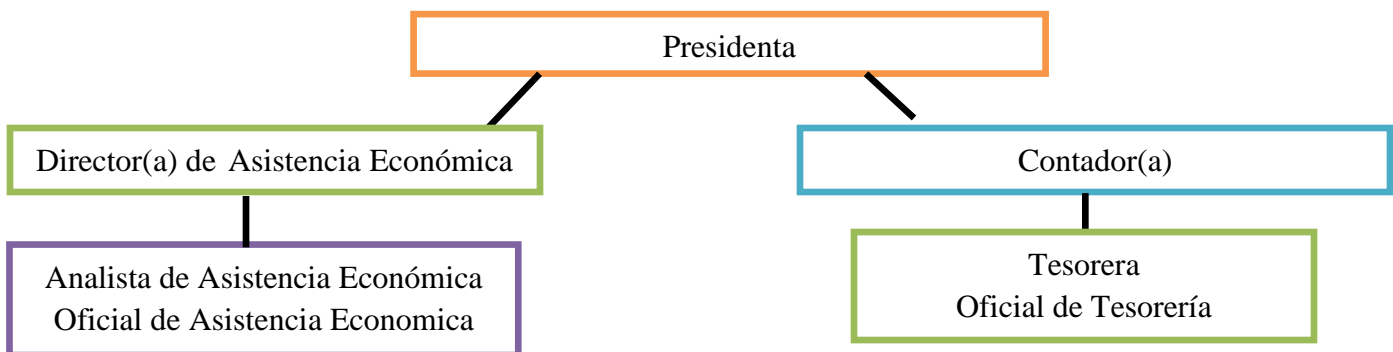 Presidenta
Director(a) de Asistencia Económica
Contador(a)
Analista de Asistencia Económica
Oficial de Asistencia Economica
Tesorera
Oficial de Tesorería